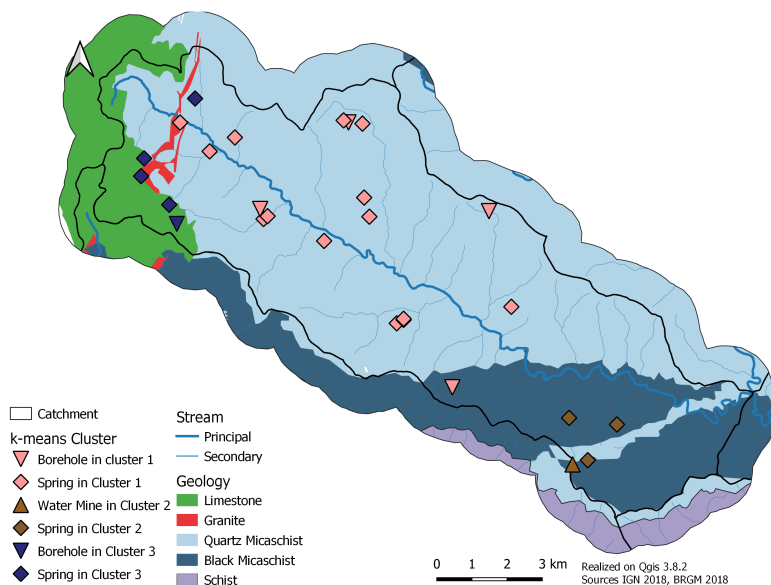 Catchment
k-means Cluster
Borehole in cluster 1
Spring in Cluster 1
Water Mine in Cluster 2
Spring in Cluster 2
Borehole in Cluster 3
Spring in Cluster 3
Stream
Principal
Secondary
Geology
Limestone
Granite
Quartz Micaschist
Black Micaschist
Schist
0 1 2 3 km
Realized on Qgis 3.8.2
Sources IGN 2018, BRGM 2018